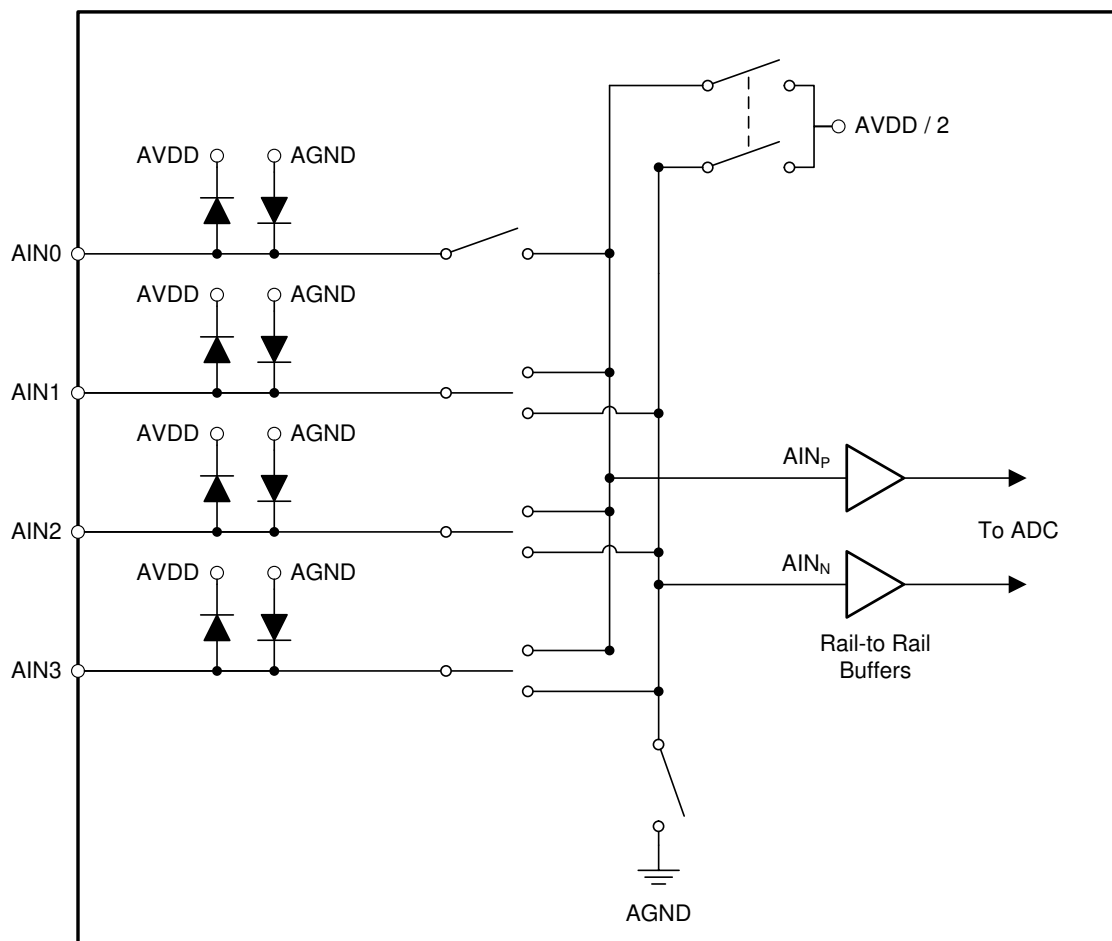 AVDD / 2
AVDD AGND
AIN0
AVDD AGND
AIN1
AVDD AGND
AINP
AIN2
To ADC
AVDD AGND
AINN
AIN3
Rail-to Rail
Buffers
AGND